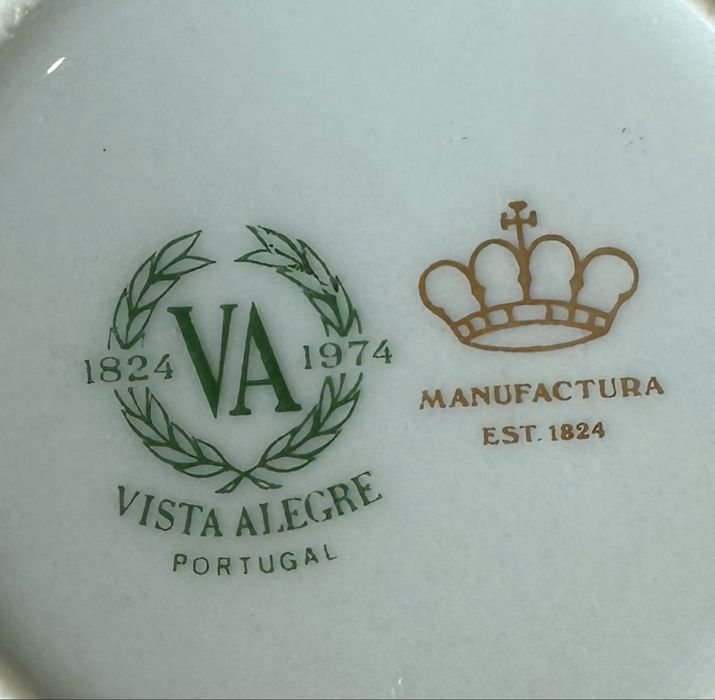 1824 VA 1974
VISTA ALEGRE
PORTUGAL
MANUFACTURA
EST. 1824